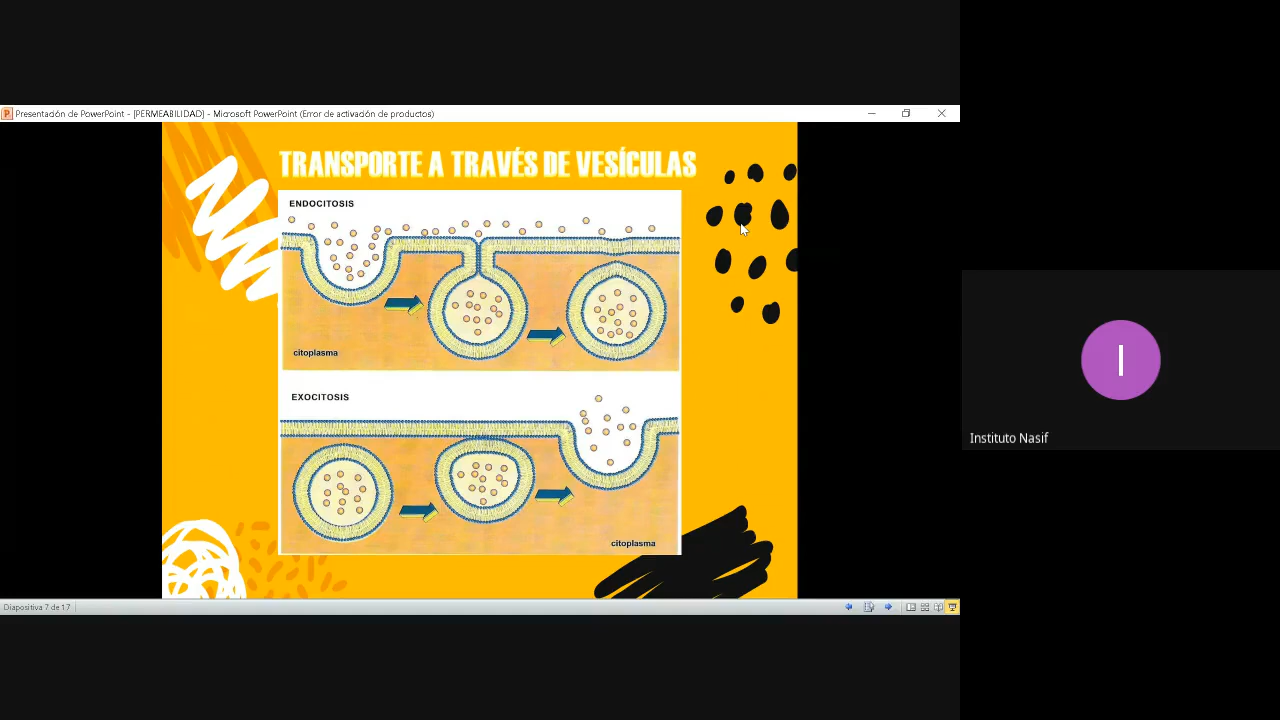 Presentación de PowerPoint - [PERMEABILIDAD] - Microsoft PowerPoint (Error de activación de productos)
TRANSPORTE A TRAVÉS DE VESÍCULAS
ENDOCITOSIS
citoplasma
EXOCITOSIS
citoplasma
I
Instituto Nasif
Diapositiva 7 de 17